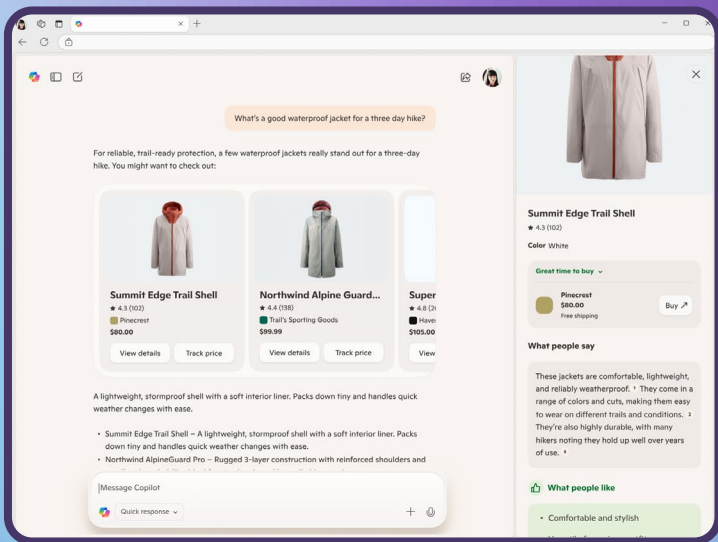 What's a good waterproof jacket for a three day hike?
For reliable, trail-ready protection, a few waterproof jackets really stand out for a three-day
hike. You might want to check out:
Summit Edge Trail Shell
★ 4.3 (102)
Pinecrest
$80.00
View details
Track price
Northwind Alpine Guard...
★ 4.4 (138)
Trail's Sporting Goods
$99.99
View details
Track price
Super
★ 4.8
Have
$105.00
View
A lightweight, stormproof shell with a soft interior liner. Packs down tiny and handles quick
weather changes with ease.
• Summit Edge Trail Shell – A lightweight, stormproof shell with a soft interior liner. Packs
down tiny and handles quick weather changes with ease.
• Northwind AlpineGuard Pro – Rugged 3-layer construction with reinforced shoulders and
Message Copilot
Quick response
Summit Edge Trail Shell
★ 4.3 (102)
Color White
Great time to buy
Pinecrest
$80.00
Free shipping
Buy ↗
What people say
These jackets are comfortable, lightweight,
and reliably weatherproof. 1 They come in a
range of colors and cuts, making them easy
to wear on different trails and conditions. 2
They're also highly durable, with many
hikers noting they hold up well over years
of use.
What people like
• Comfortable and stylish